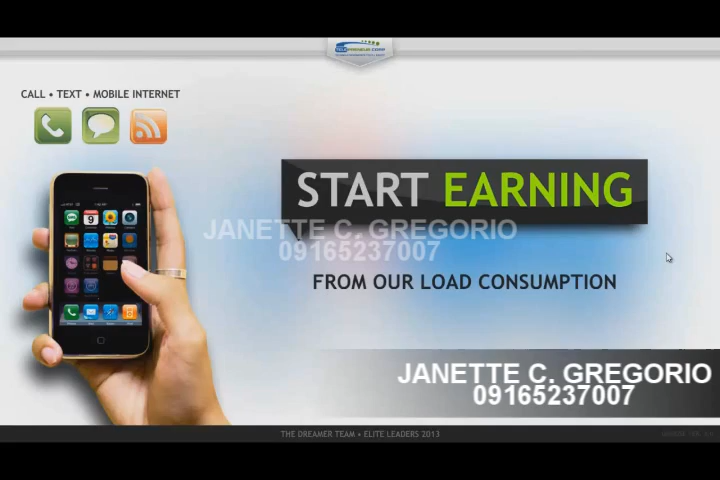 CALL • TEXT • MOBILE INTERNET
START EARNING
JANETTE C. GREGORIO
09165237007
FROM OUR LOAD CONSUMPTION
JANETTE C. GREGORIO
09165237007
THE DREAMER TEAM • ELITE LEADERS 2013